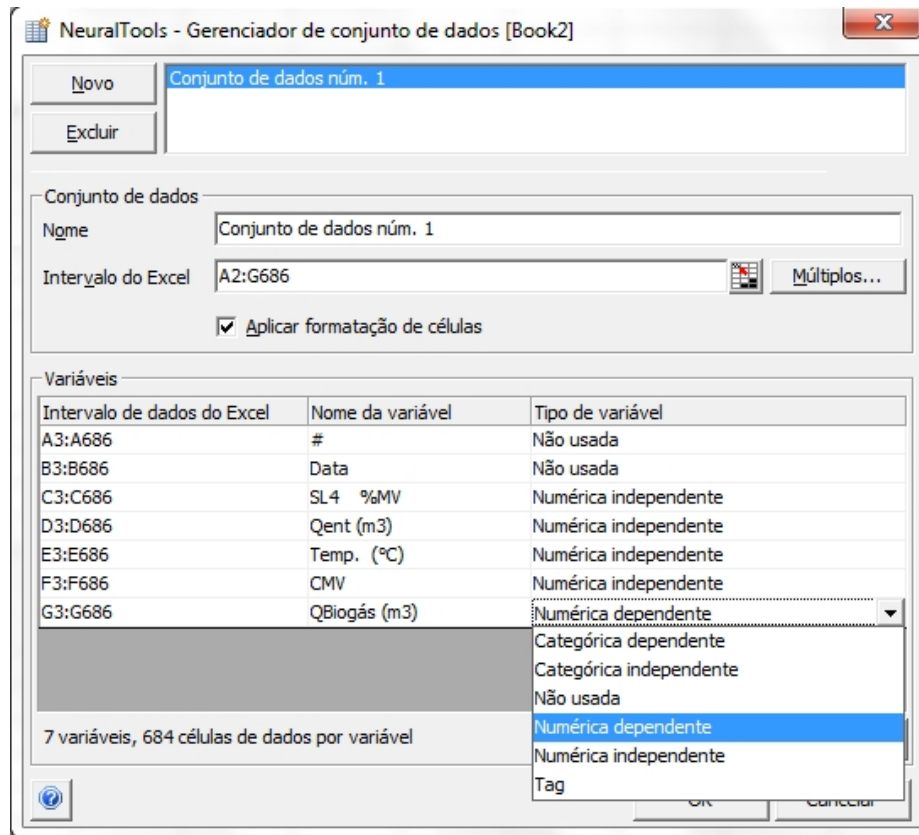 NeuralTools - Gerenciador de conjunto de dados [Book2]
Novo
Conjunto de dados núm. 1
Excluir
Conjunto de dados
Nome
Conjunto de dados núm. 1
Intervalo do Excel
A2:G686
Múltiplos...
Aplicar formatação de células
Variáveis
Intervalo de dados do Excel Nome da variável Tipo de variável
A3:A686 # Não usada
B3:B686 Data Não usada
C3:C686 SL4 %MV Numérica independente
D3:D686 Qent (m3) Numérica independente
E3:E686 Temp. (ºC) Numérica independente
F3:F686 CMV Numérica independente
G3:G686 QBiogás (m3) Numérica dependente
Categórica dependente
Categórica independente
Não usada
Numérica dependente
Numérica independente
Tag
7 variáveis, 684 células de dados por variável
OK Cancelar